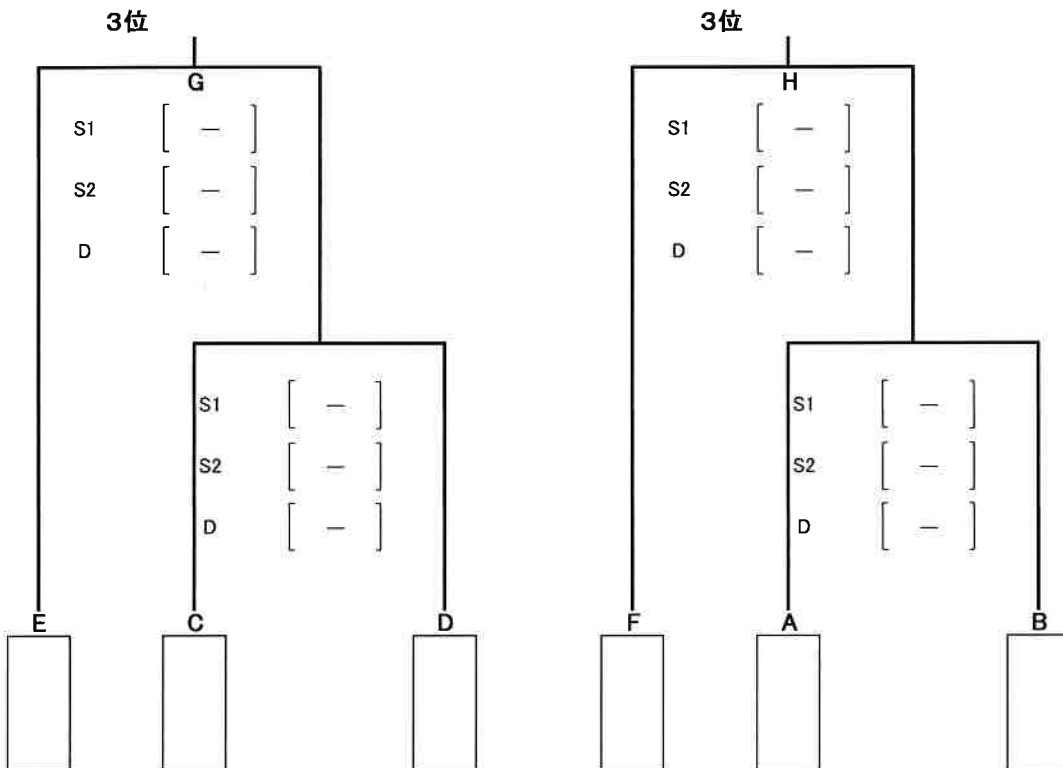 3位 3位
G H
S1 [ — ] S1 [ — ]
S2 [ — ] S2 [ — ]
D [ — ] D [ — ]
S1 [ — ] S1 [ — ]
S2 [ — ] S2 [ — ]
D [ — ] D [ — ]
E C D F A B